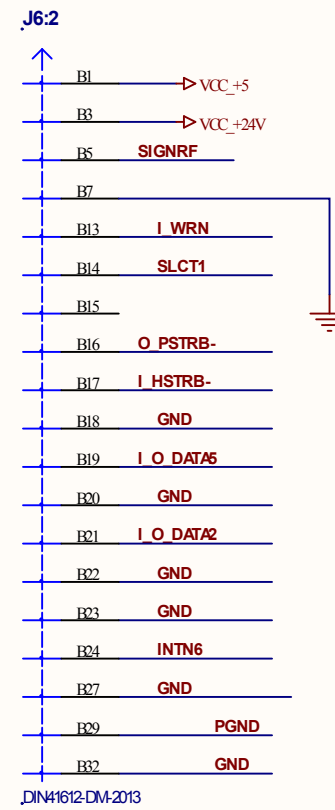 J6:2
B1 VCC_+5
B3 VCC_+24V
B5 SIGNRF
B7
B13 I_WRN
B14 SLCT1
B15
B16 O_PSTRB-
B17 I_HSTRB-
B18 GND
B19 I_O_DATA5
B20 GND
B21 I_O_DATA2
B22 GND
B23 GND
B24 INTN6
B27 GND
B29 PGND
B32 GND
DIN41612-DM-2013